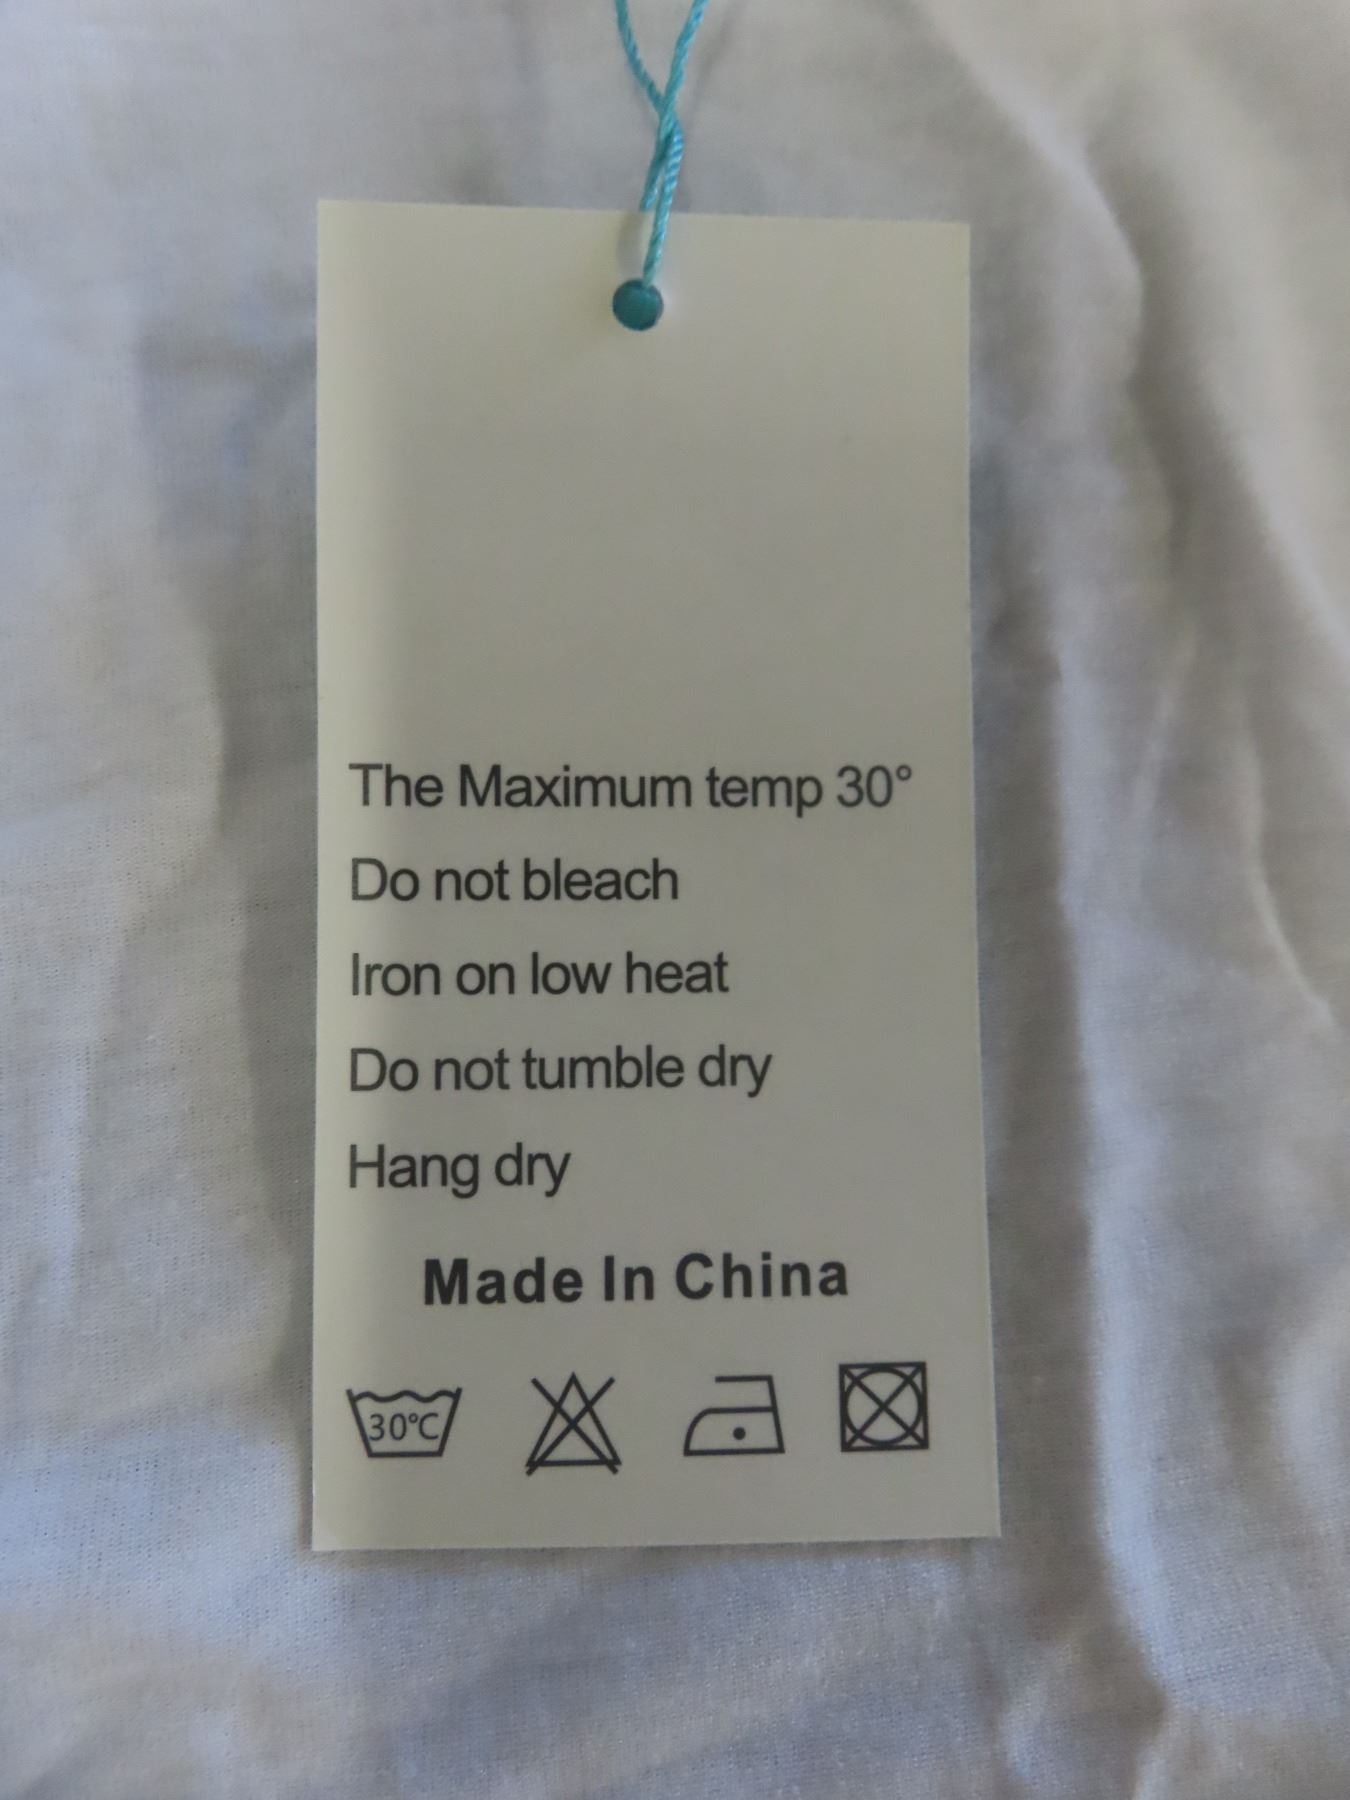 The Maximum temp 30°
Do not bleach
Iron on low heat
Do not tumble dry
Hang dry
Made In China
30°C